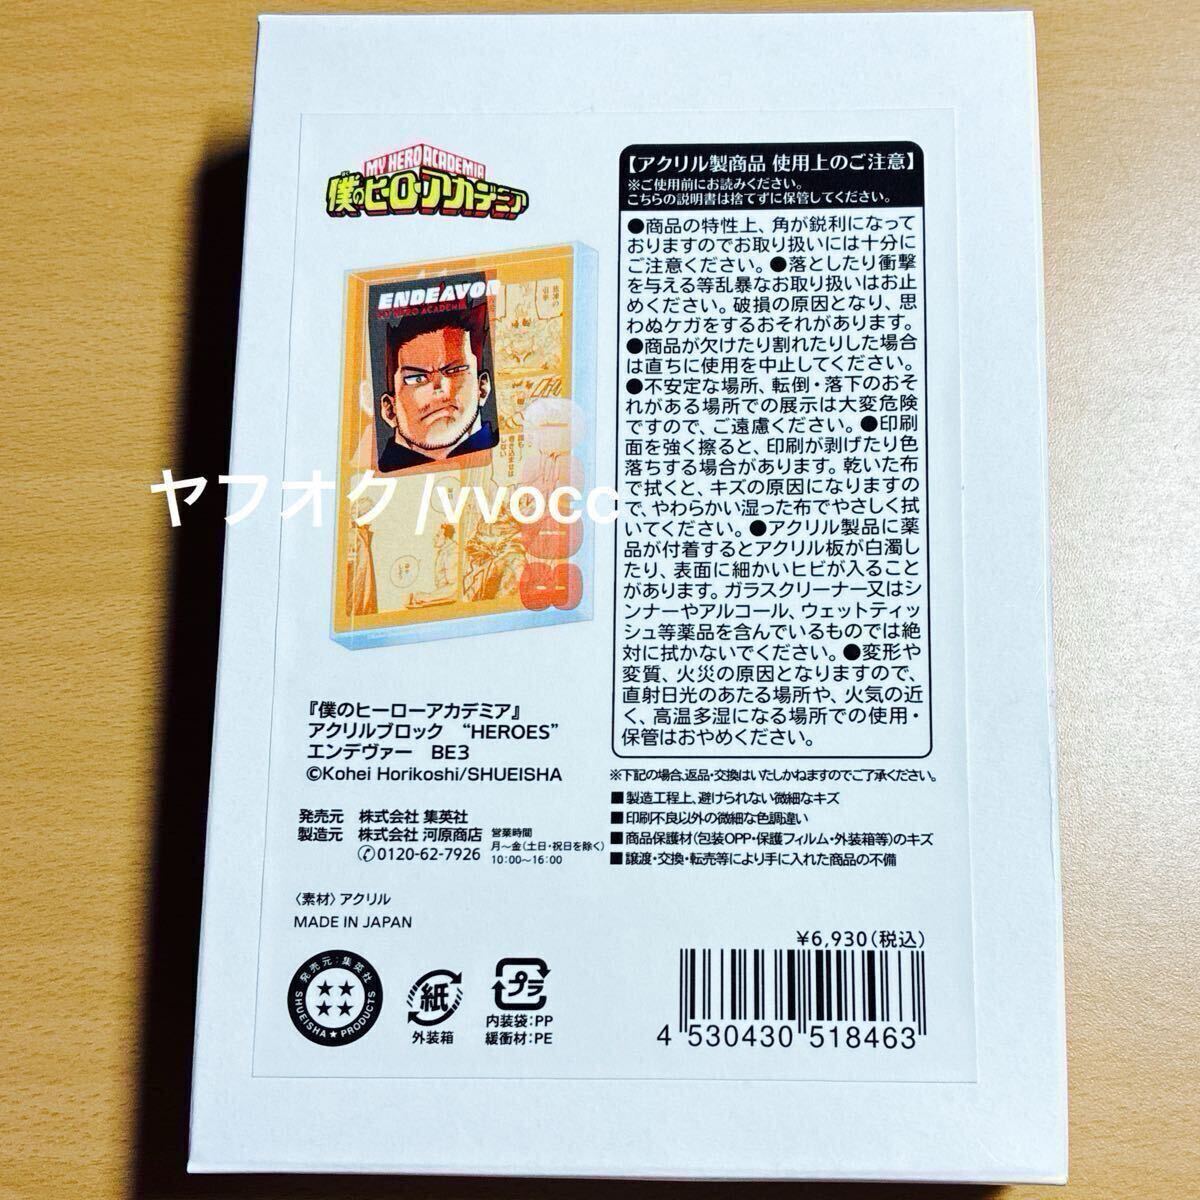 MY HERO ACADEMIA
僕のヒーローアカデミア
ENDEAVOR
MY HERO ACADEMIA
ヤフオク/vvocc
『僕のヒーローアカデミア』
アクリルブロック “HEROES”
エンデヴァー BE3
©Kohei Horikoshi/SHUEISHA
発売元 株式会社 集英社
製造元 株式会社 河原商店
0120-62-7926
営業時間
月〜金(土日・祝日を除く)
10:00〜16:00
〈素材〉アクリル
MADE IN JAPAN
発売元:集英社
SHUEISHA★PRODUCTS
紙
外装箱
プラ
内装袋:PP
緩衝材:PE
【アクリル製商品 使用上のご注意】
※ご使用前にお読みください。
こちらの説明書は捨てずに保管してください。
●商品の特性上、角が鋭利になって
おりますのでお取り扱いには十分に
ご注意ください。●落としたり衝撃
を与える等乱暴なお取り扱いはお止
めください。破損の原因となり、思
わぬケガをするおそれがあります。
●商品が欠けたり割れたりした場合
は直ちに使用を中止してください。
●不安定な場所、転倒・落下のおそ
れがある場所での展示は大変危険
ですので、ご遠慮ください。●印刷
面を強く擦ると、印刷が剥げたり色
落ちする場合があります。乾いた布
で拭くと、キズの原因になりますの
で、やわらかい湿った布でやさしく拭
いてください。●アクリル製品に薬
品が付着するとアクリル板が白濁し
たり、表面に細かいヒビが入ること
があります。ガラスクリーナー又はシ
ンナーやアルコール、ウェットティッ
シュ等薬品を含んでいるものでは絶
対に拭かないでください。●変形や
変質、火災の原因となりますので、
直射日光のあたる場所や、火気の近
く、高温多湿になる場所での使用・
保管はおやめください。
※下記の場合、返品・交換はいたしかねますのでご了承ください。
■製造工程上、避けられない微細なキズ
■印刷不良以外の微細な色調違い
■商品保護材(包装OPP・保護フィルム・外装箱等)のキズ
■譲渡・交換・転売等により手に入れた商品の不備
¥6,930(税込)
4 530430 518463